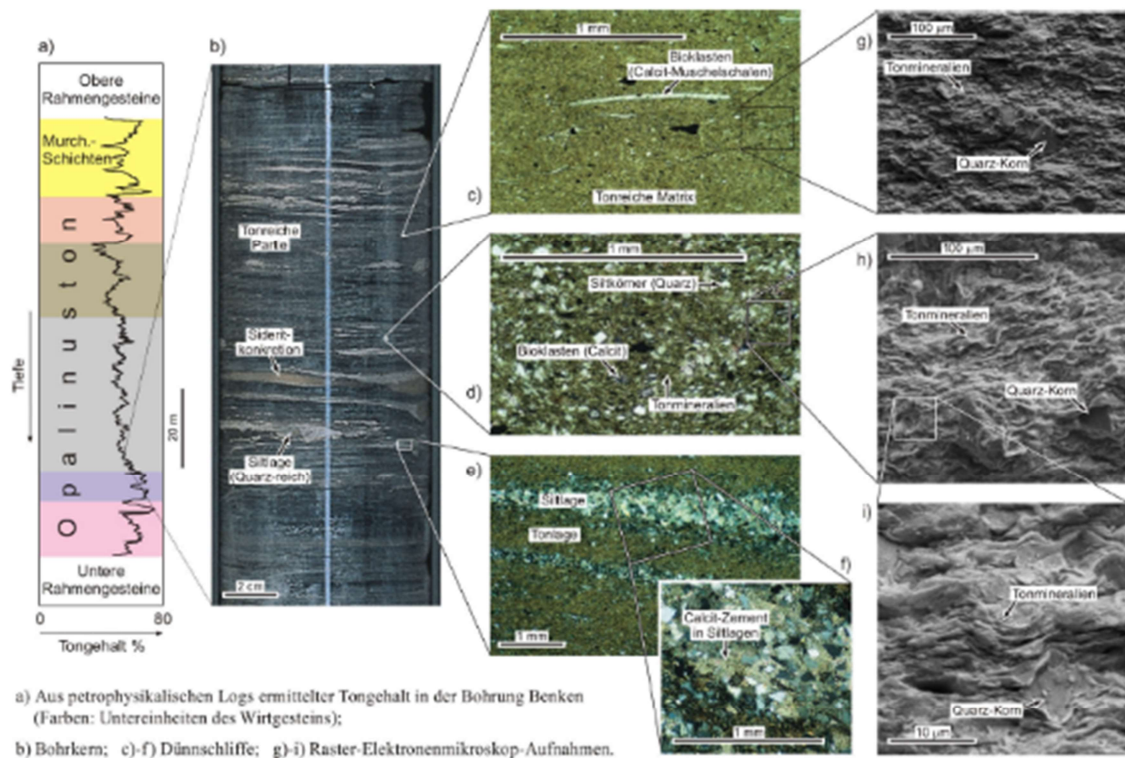 a)
Obere
Rahmengesteine
Murch.-
Schichten
Opalinuston
Tiefe
20 m
Untere
Rahmengesteine
0
80
Tongehalt %
b)
Tonreiche
Partie
Siderit-
konkretion
Siltlage
(Quarz-reich)
2 cm
1 mm
Bioklasten
(Calcit-Muschelschalen)
c)
Tonreiche Matrix
1 mm
Siltkörner (Quarz)
Bioklasten (Calcit)
d)
Tonmineralien
e)
Siltlage
Tonlage
1 mm
f)
Calcit-Zement
in Siltlagen
1 mm
g)
100 µm
Tonmineralien
Quarz-Korn
h)
100 µm
Tonmineralien
Quarz-Korn
i)
Tonmineralien
Quarz-Korn
10 µm
a) Aus petrophysikalischen Logs ermittelter Tongehalt in der Bohrung Benken
(Farben: Untereinheiten des Wirtgesteins);
b) Bohrkern; c)-f) Dünnschliffe; g)-i) Raster-Elektronenmikroskop-Aufnahmen.